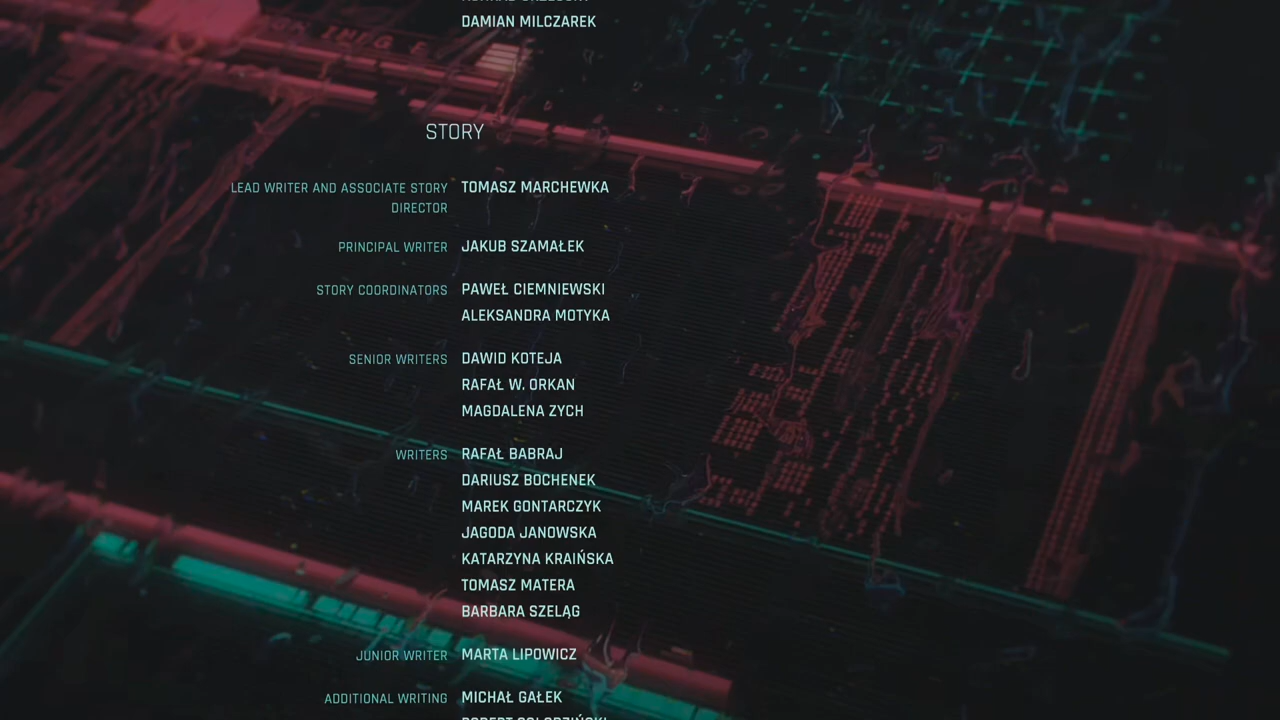 DAMIAN MILCZAREK
STORY
LEAD WRITER AND ASSOCIATE STORY DIRECTOR TOMASZ MARCHEWKA
PRINCIPAL WRITER JAKUB SZAMAŁEK
STORY COORDINATORS PAWEŁ CIEMNIEWSKI
ALEKSANDRA MOTYKA
SENIOR WRITERS DAWID KOTEJA
RAFAŁ W. ORKAN
MAGDALENA ZYCH
WRITERS RAFAŁ BABRAJ
DARIUSZ BOCHENEK
MAREK GONTARCZYK
JAGODA JANOWSKA
KATARZYNA KRAIŃSKA
TOMASZ MATERA
BARBARA SZELĄG
JUNIOR WRITER MARTA LIPOWICZ
ADDITIONAL WRITING MICHAŁ GAŁEK